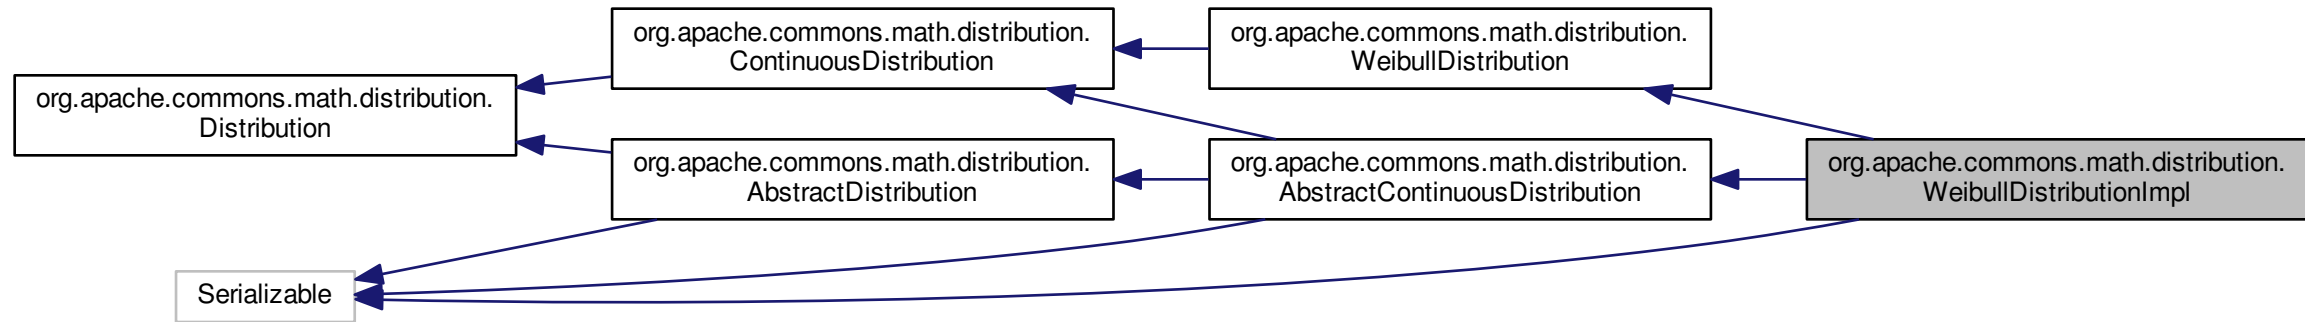 org.apache.commons.math.distribution.
Distribution
org.apache.commons.math.distribution.
ContinuousDistribution
org.apache.commons.math.distribution.
WeibullDistribution
org.apache.commons.math.distribution.
AbstractDistribution
org.apache.commons.math.distribution.
AbstractContinuousDistribution
org.apache.commons.math.distribution.
WeibullDistributionImpl
Serializable